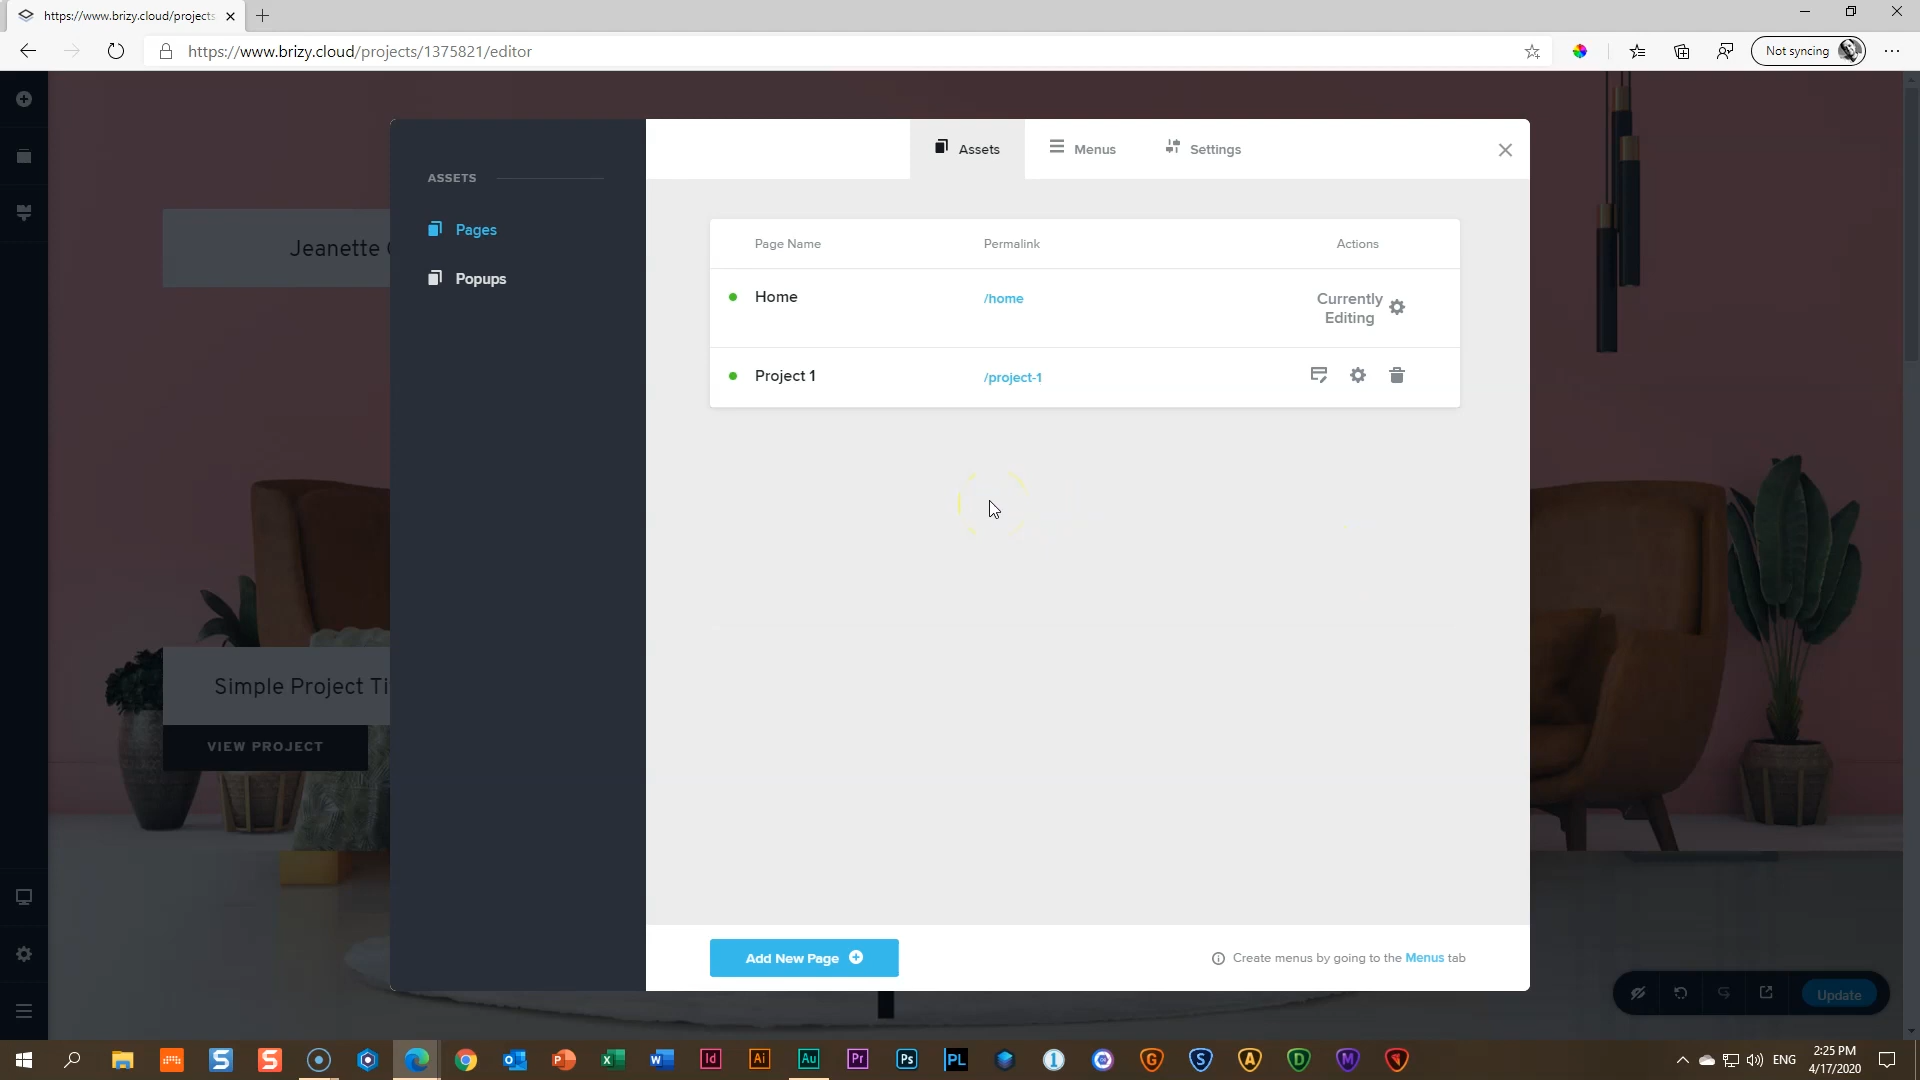 https://www.brizy.cloud/projects
https://www.brizy.cloud/projects/1375821/editor
Not syncing
Assets
Menus
Settings
ASSETS
Pages
Popups
Page Name
Permalink
Actions
Home
/home
Currently
Editing
Project 1
/project-1
Jeanette
Simple Project Ti
VIEW PROJECT
Add New Page
Create menus by going to the Menus tab
Update
ENG
2:25 PM
4/17/2020